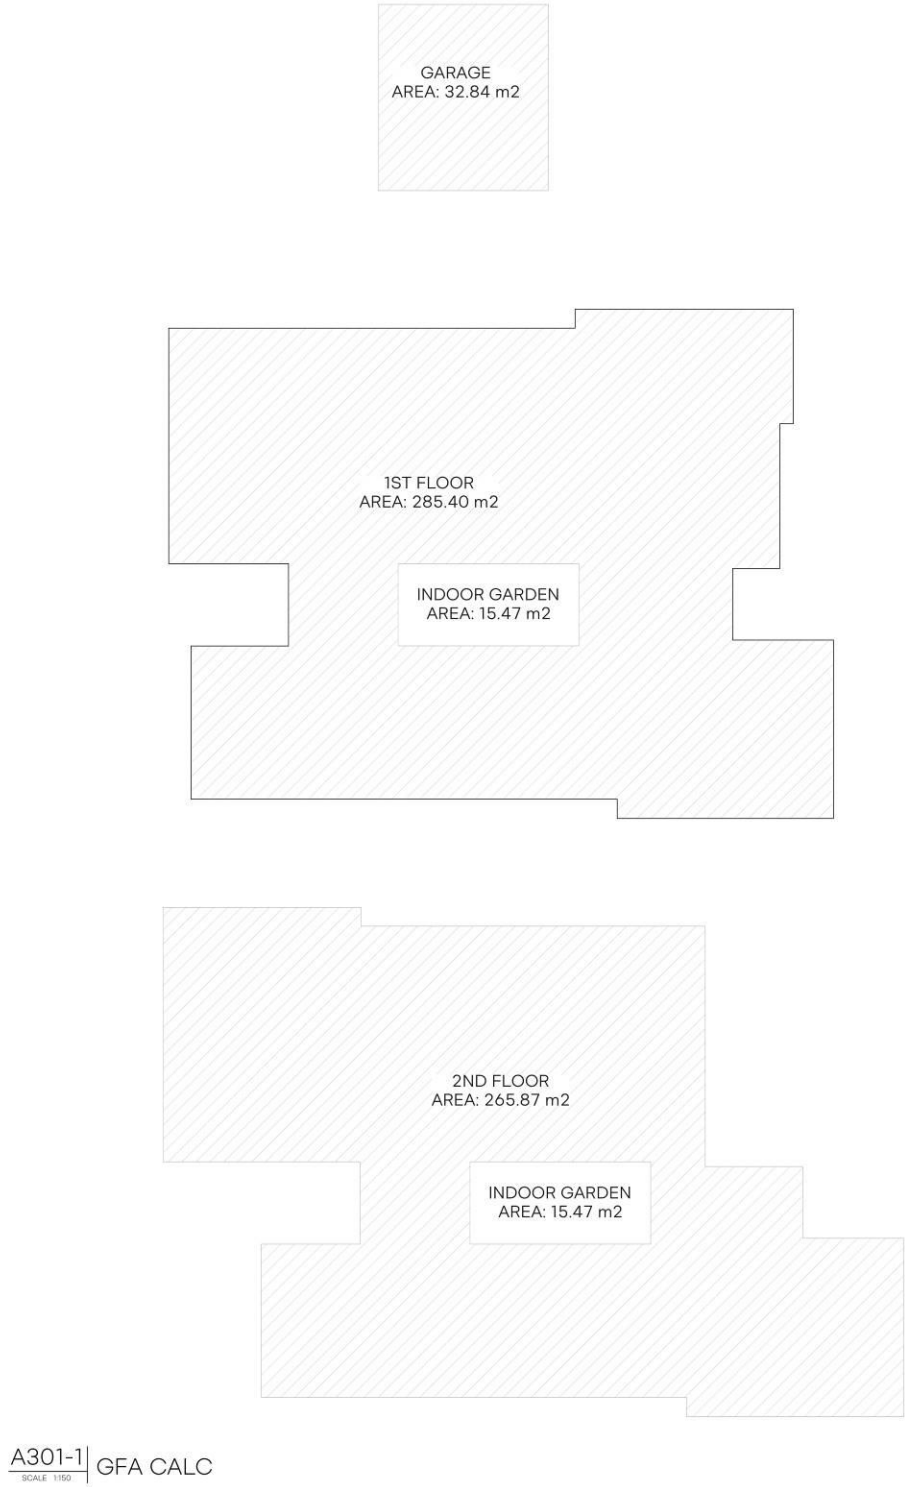 GARAGE
AREA: 32.84 m2
1ST FLOOR
AREA: 285.40 m2
INDOOR GARDEN
AREA: 15.47 m2
2ND FLOOR
AREA: 265.87 m2
INDOOR GARDEN
AREA: 15.47 m2
A301-1
SCALE 1:150
GFA CALC